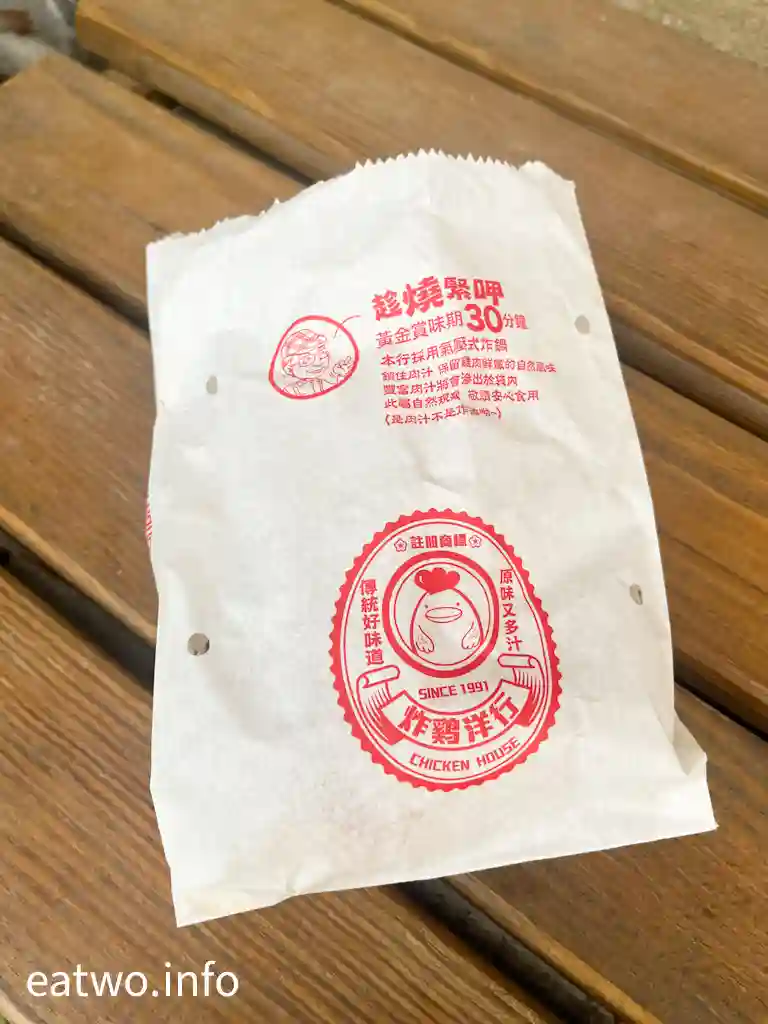 趁燒緊呷
黃金賞味期30分鐘
本行採用氣壓式炸鍋
鎖住肉汁 保留雞肉鮮嫩的自然風味
豐富肉汁將會滲出於袋內
此屬自然現象 敬請安心食用
(是肉汁不是炸油呦~)
註冊商標
傳統好味道
原味又多汁
SINCE 1991
炸雞洋行
CHICKEN HOUSE
eatwo.info